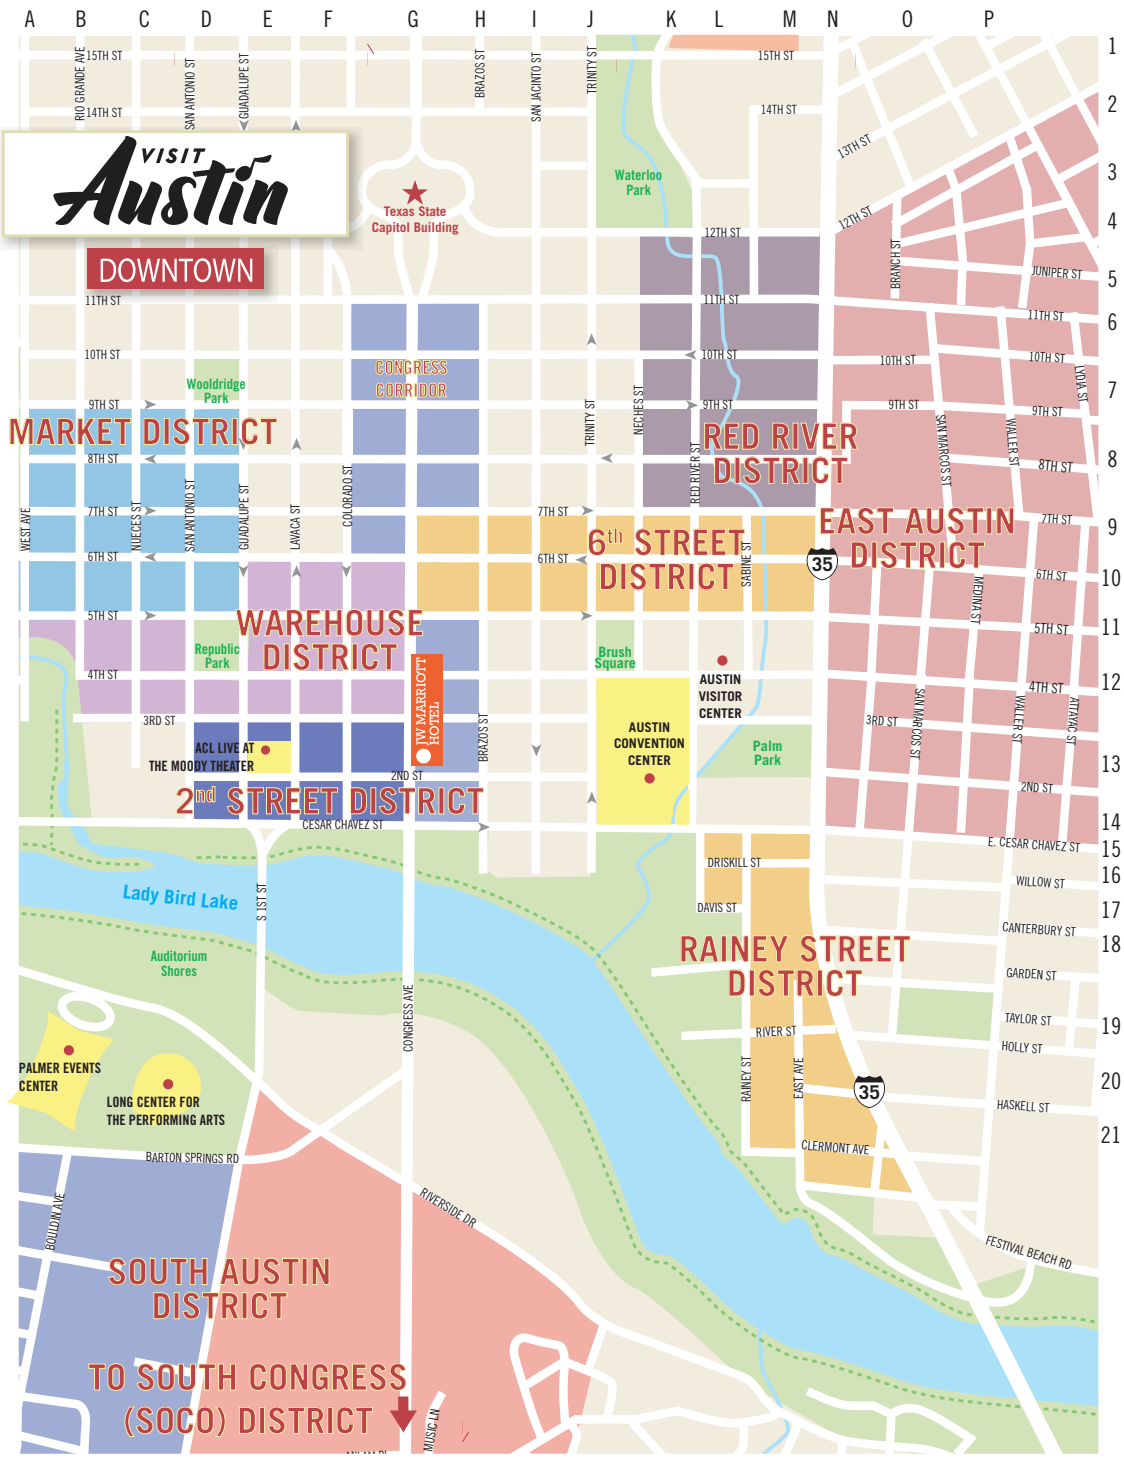 A B C D E F G H I J K L M N O P
1
2
3
4
5
6
7
8
9
10
11
12
13
14
15
16
17
18
19
20
21
VISIT
Austin
DOWNTOWN
RIO GRANDE AVE
15TH ST
SAN ANTONIO ST
GUADALUPE ST
BRAZOS ST
SAN JACINTO ST
TRINITY ST
15TH ST
14TH ST
14TH ST
13TH ST
12TH ST
Waterloo
Park
Texas State
Capitol Building
12TH ST
BRANCH ST
JUNIPER ST
11TH ST
11TH ST
11TH ST
10TH ST
10TH ST
10TH ST
10TH ST
LYDIA ST
CONGRESS
CORRIDOR
Wooldridge
Park
9TH ST
9TH ST
9TH ST
9TH ST
TRINITY ST
NECHES ST
SAN MARCOS ST
WALLER ST
MARKET DISTRICT
RED RIVER
DISTRICT
8TH ST
8TH ST
RED RIVER ST
WEST AVE
NUECES ST
SAN ANTONIO ST
GUADALUPE ST
LAVACA ST
COLORADO ST
7TH ST
7TH ST
7TH ST
EAST AUSTIN
DISTRICT
6th STREET
DISTRICT
SABINE ST
35
6TH ST
6TH ST
6TH ST
MEDINA ST
5TH ST
5TH ST
WAREHOUSE
DISTRICT
Republic
Park
Brush
Square
4TH ST
4TH ST
JW MARRIOTT
HOTEL
AUSTIN
VISITOR
CENTER
3RD ST
3RD ST
SAN MARCOS ST
WALLER ST
ATTAYAC ST
BRAZOS ST
AUSTIN
CONVENTION
CENTER
Palm
Park
ACL LIVE AT
THE MOODY THEATER
2ND ST
2ND ST
2nd STREET DISTRICT
CESAR CHAVEZ ST
E. CESAR CHAVEZ ST
DRISKILL ST
WILLOW ST
Lady Bird Lake
S 1ST ST
DAVIS ST
CANTERBURY ST
RAINEY STREET
DISTRICT
Auditorium
Shores
GARDEN ST
CONGRESS AVE
TAYLOR ST
RIVER ST
HOLLY ST
PALMER EVENTS
CENTER
RAINEY ST
EAST AVE
35
LONG CENTER FOR
THE PERFORMING ARTS
HASKELL ST
CLERMONT AVE
BARTON SPRINGS RD
BOULDIN AVE
RIVERSIDE DR
FESTIVAL BEACH RD
SOUTH AUSTIN
DISTRICT
TO SOUTH CONGRESS
(SOCO) DISTRICT
MUSIC LN